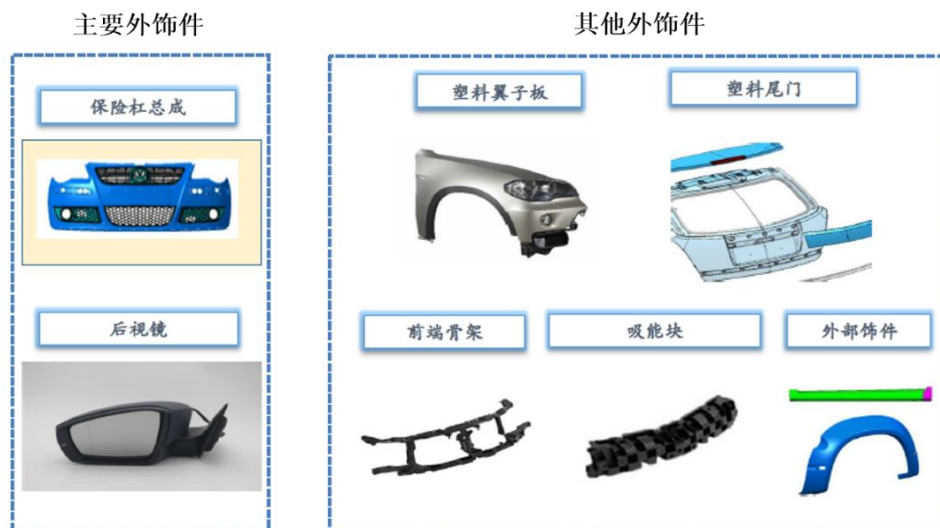 主要外饰件
其他外饰件
保险杠总成
塑料翼子板
塑料尾门
后视镜
前端骨架
吸能块
外部饰件